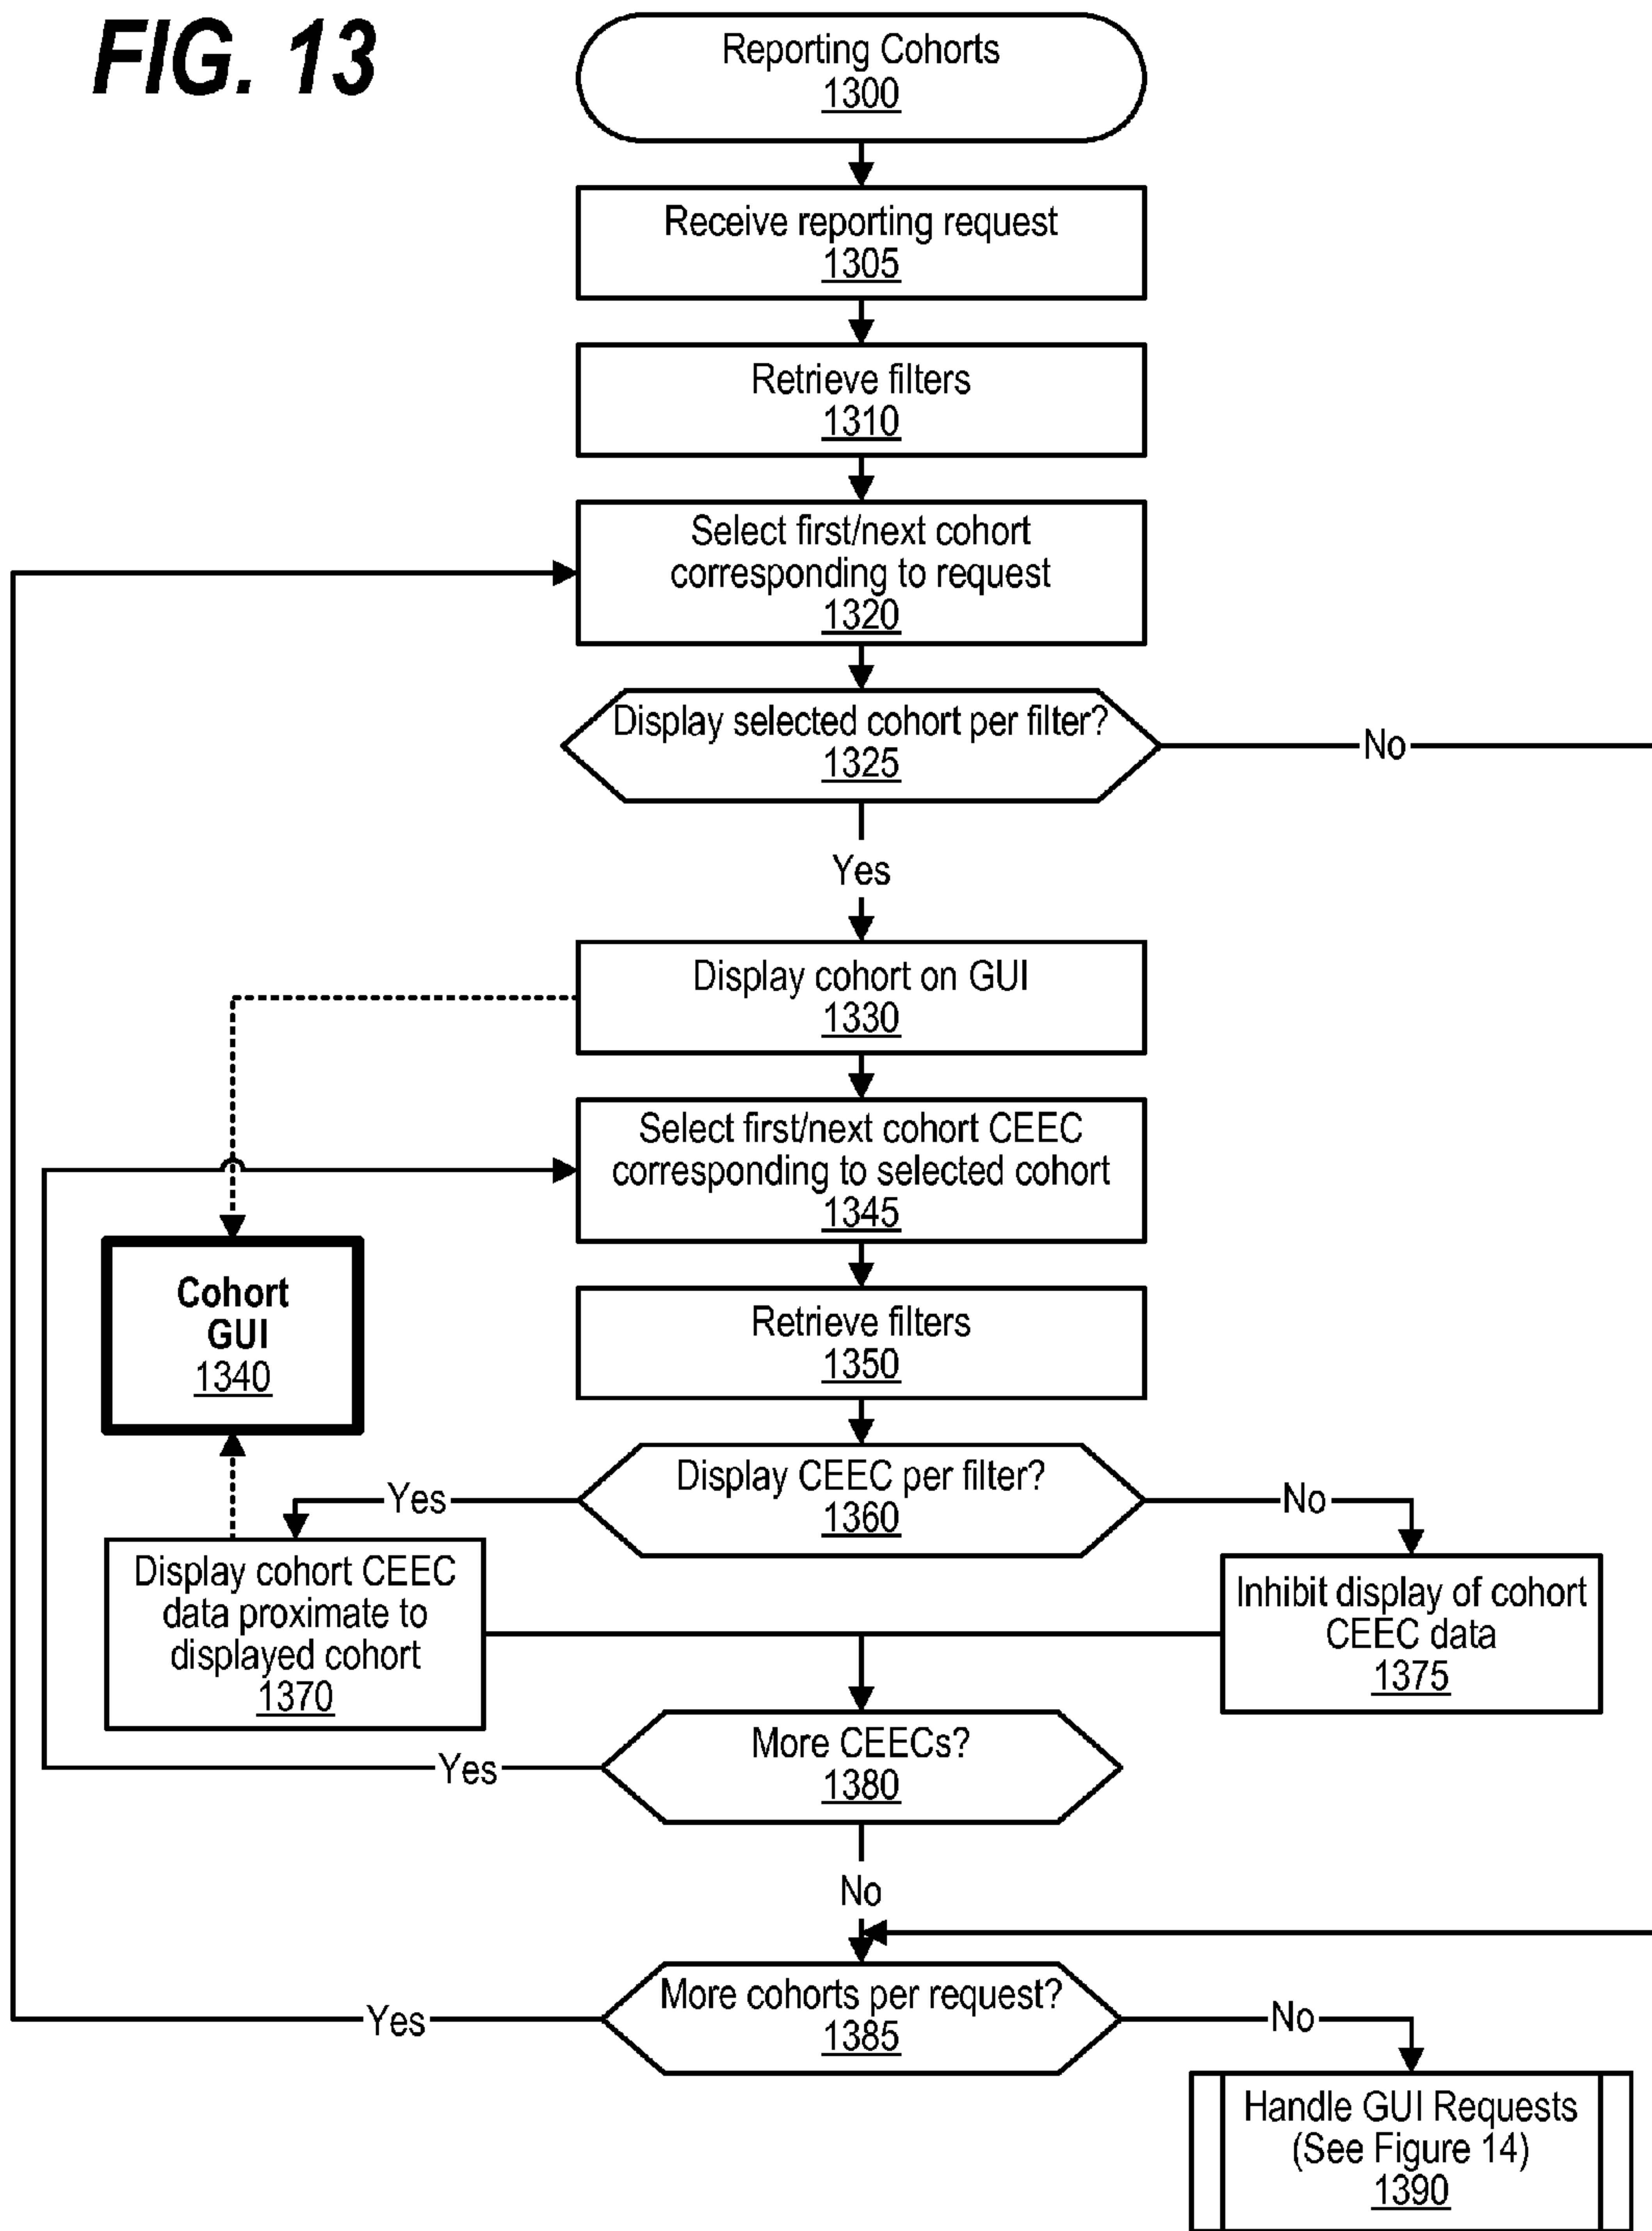 FIG. 13
Reporting Cohorts
1300
Receive reporting request
1305
Retrieve filters
1310
Select first/next cohort
corresponding to request
1320
Display selected cohort per filter?
1325
No
Yes
Display cohort on GUI
1330
Select first/next cohort CEEC
corresponding to selected cohort
1345
Cohort
GUI
1340
Retrieve filters
1350
Display CEEC per filter?
1360
Yes
No
Display cohort CEEC
data proximate to
displayed cohort
1370
Inhibit display of cohort
CEEC data
1375
More CEECs?
1380
Yes
No
More cohorts per request?
1385
Yes
No
Handle GUI Requests
(See Figure 14)
1390